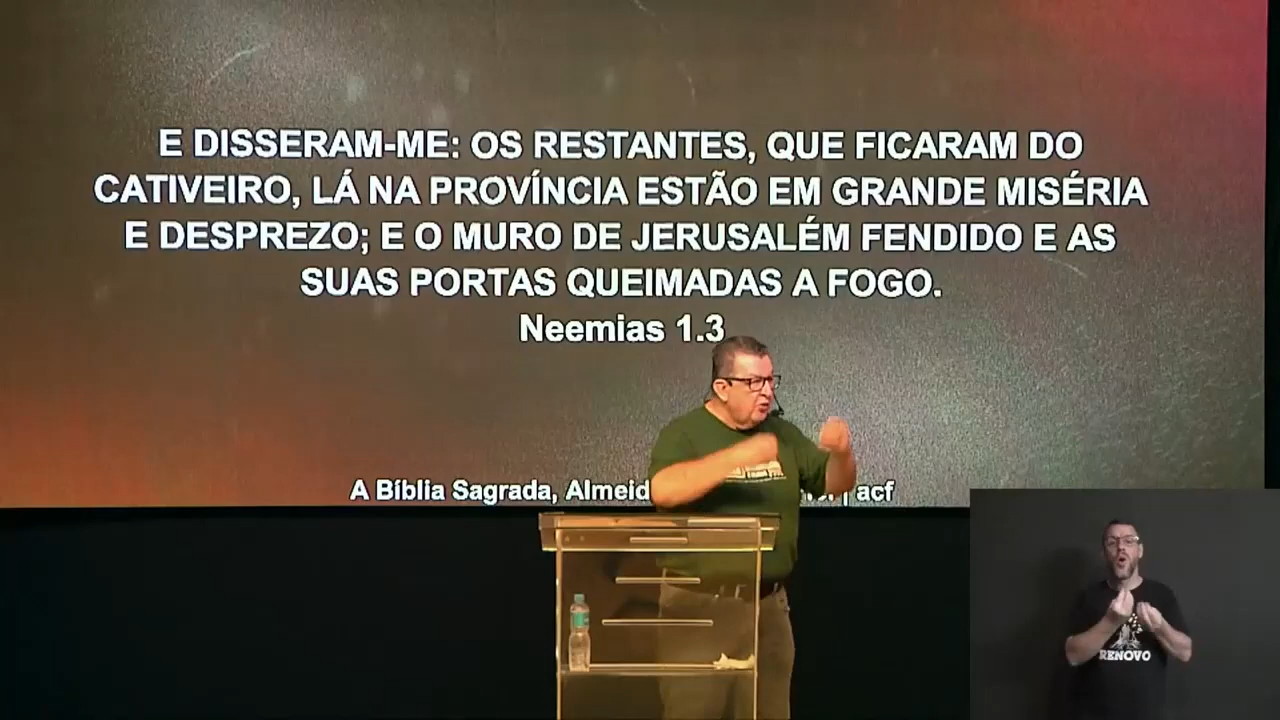 E DISSERAM-ME: OS RESTANTES, QUE FICARAM DO
CATIVEIRO, LÁ NA PROVÍNCIA ESTÃO EM GRANDE MISÉRIA
E DESPREZO; E O MURO DE JERUSALÉM FENDIDO E AS
SUAS PORTAS QUEIMADAS A FOGO.
Neemias 1.3
A Bíblia Sagrada, | acf
RENOVO